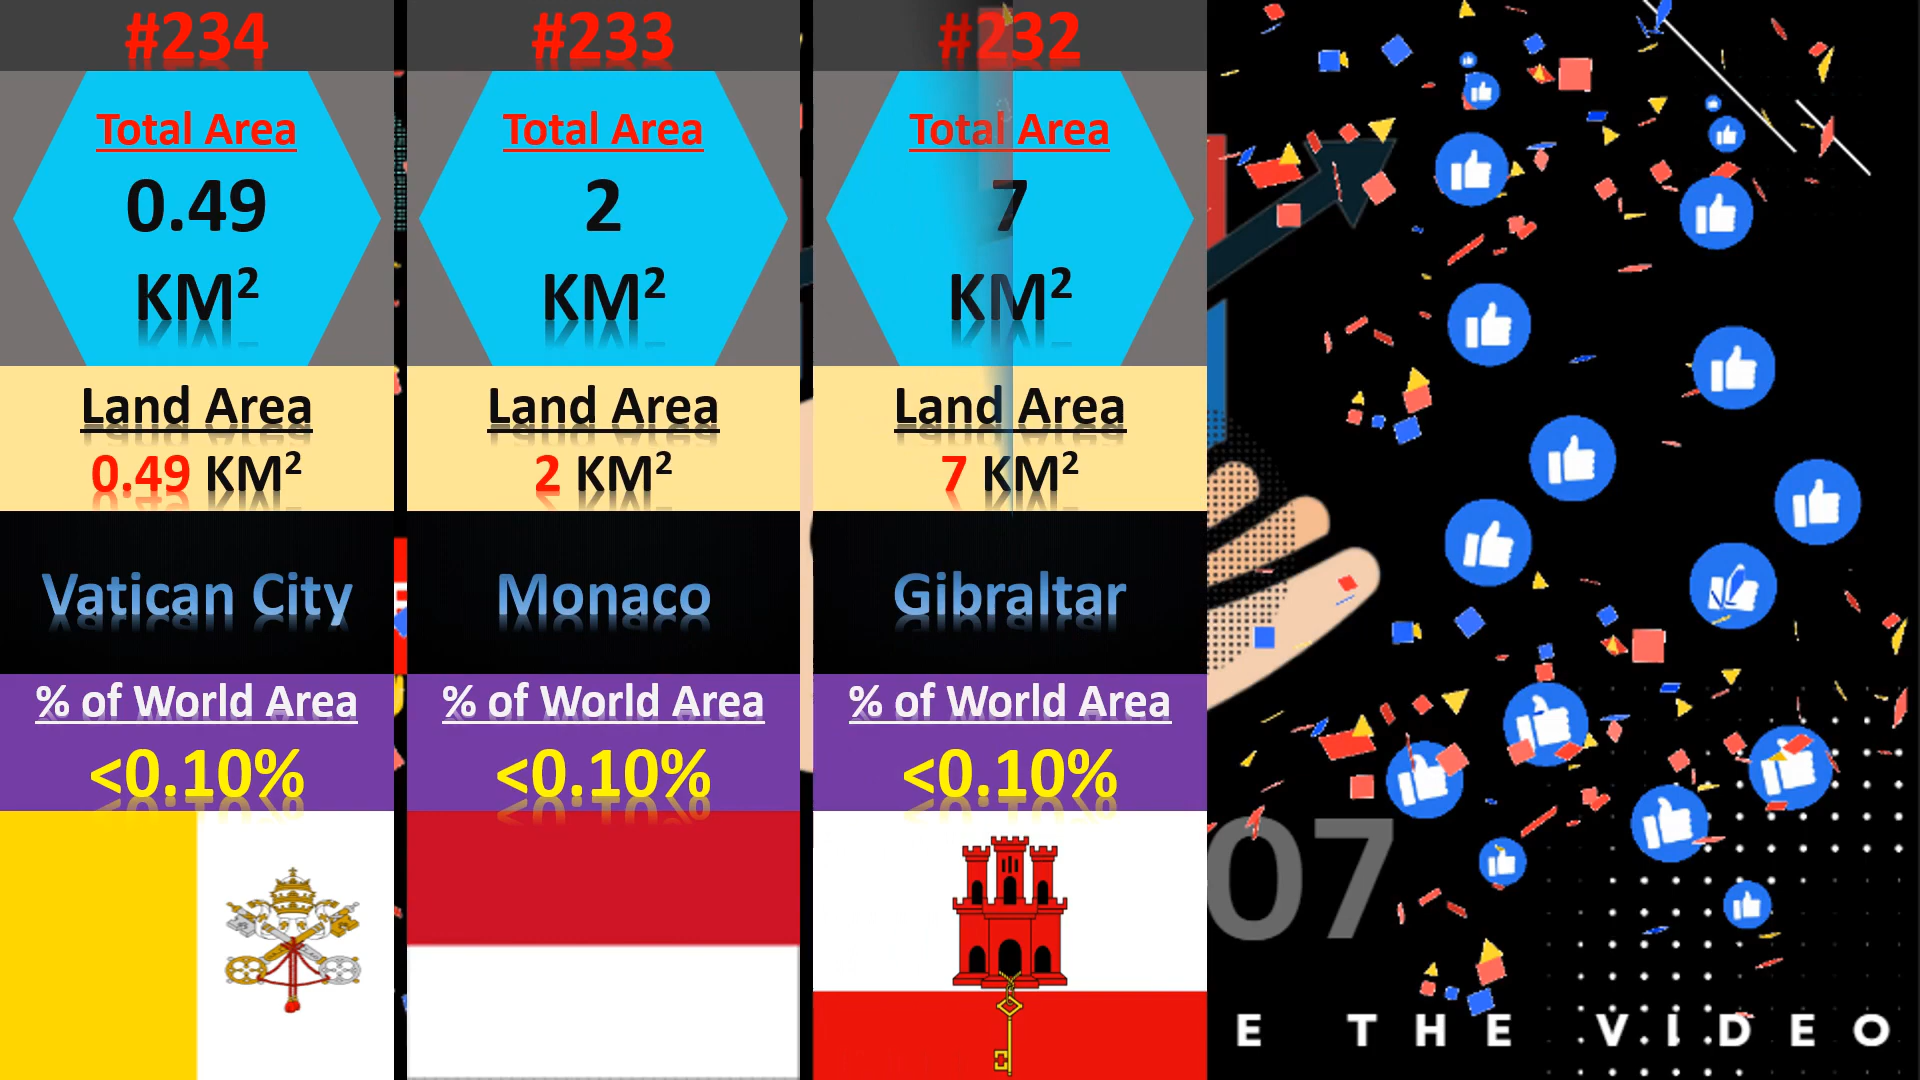 #234
Total Area
0.49
KM²
Land Area
0.49 KM²
Vatican City
% of World Area
<0.10%
#233
Total Area
2
KM²
Land Area
2 KM²
Monaco
% of World Area
<0.10%
#232
Total Area
7
KM²
Land Area
7 KM²
Gibraltar
% of World Area
<0.10%
07
E THE VIDEO